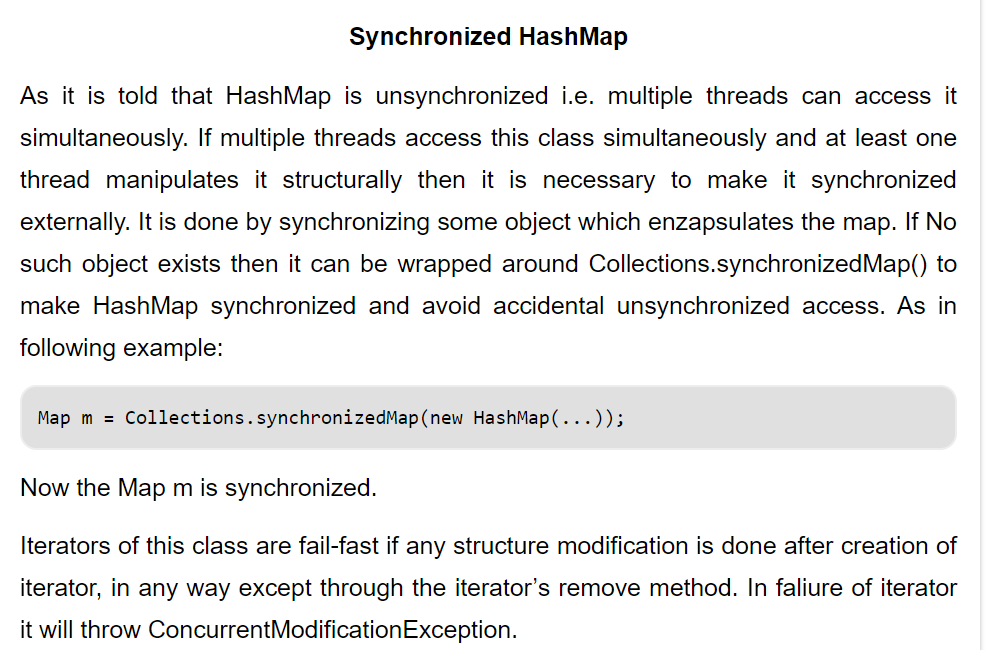 Synchronized HashMap
As it is told that HashMap is unsynchronized i.e. multiple threads can access it
simultaneously. If multiple threads access this class simultaneously and at least one
thread manipulates it structurally then it is necessary to make it synchronized
externally. It is done by synchronizing some object which enzapsulates the map. If No
such object exists then it can be wrapped around Collections.synchronizedMap() to
make HashMap synchronized and avoid accidental unsynchronized access. As in
following example:
Map m = Collections.synchronizedMap(new HashMap(...));
Now the Map m is synchronized.
Iterators of this class are fail-fast if any structure modification is done after creation of
iterator, in any way except through the iterator’s remove method. In faliure of iterator
it will throw ConcurrentModificationException.